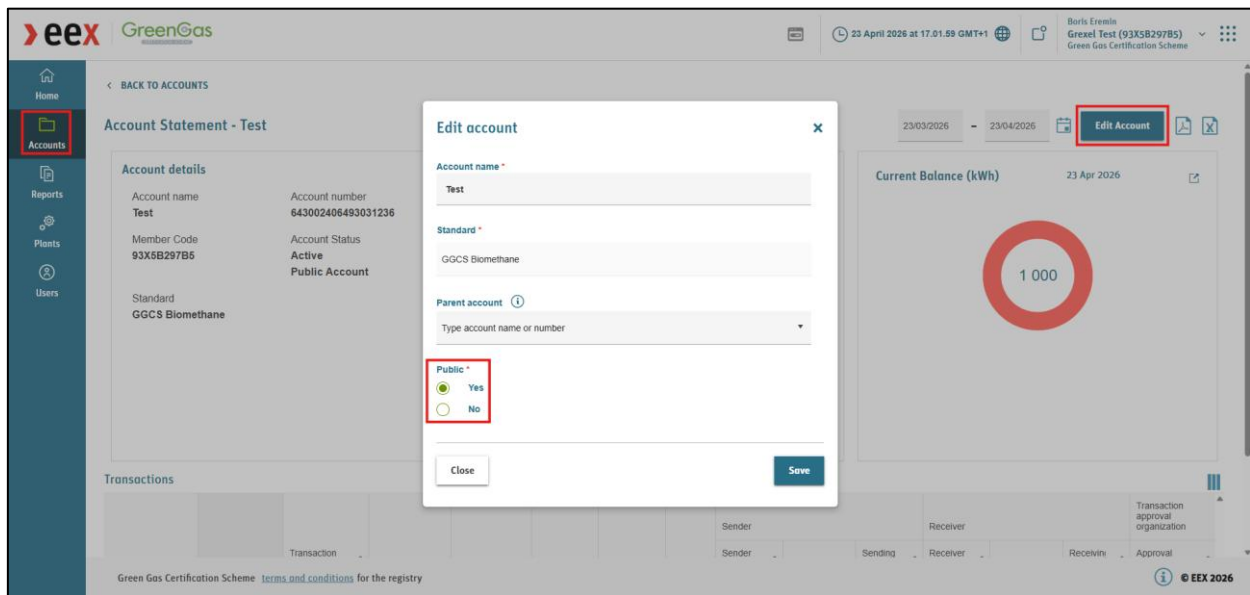 eex GreenGas
23 April 2026 at 17.01.59 GMT+1
Boris Eremin
Grexel Test (93X5B297B5)
Green Gas Certification Scheme
Home
Accounts
Reports
Plants
Users
< BACK TO ACCOUNTS
Account Statement - Test
23/03/2026 - 23/04/2026
Edit Account
Account details
Account name
Test
Account number
643002406493031236
Member Code
93X5B297B5
Account Status
Active
Public Account
Standard
GGCS Biomethane
Edit account
Account name *
Test
Standard *
GGCS Biomethane
Parent account
Type account name or number
Public *
Yes
No
Close
Save
Current Balance (kWh)
23 Apr 2026
1 000
Transactions
Sender
Receiver
Transaction
approval
organization
Transaction
Sender
Sending
Receiver
Receiving
Approval
Green Gas Certification Scheme terms and conditions for the registry
© EEX 2026